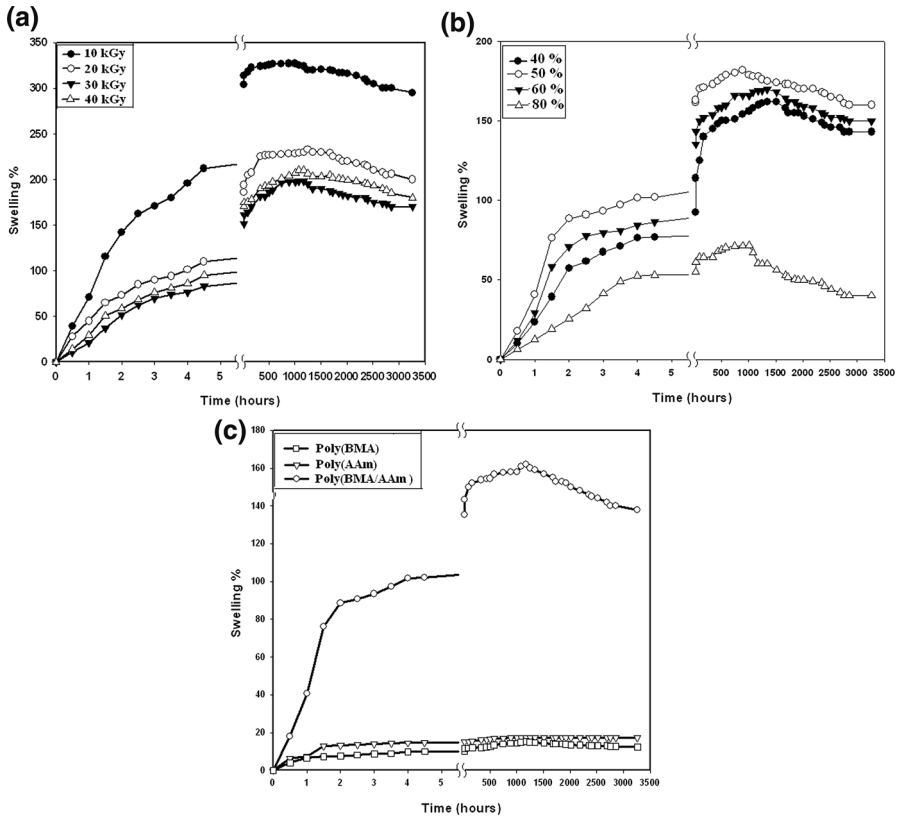 (a)
350
300
250
200
150
100
50
0
Swelling %
10 kGy
20 kGy
30 kGy
40 kGy
0 1 2 3 4 5 500 1000 1500 2000 2500 3000 3500
Time (hours)
(b)
200
150
100
50
0
Swelling %
40 %
50 %
60 %
80 %
0 1 2 3 4 5 500 1000 1500 2000 2500 3000 3500
Time (hours)
(c)
180
160
140
120
100
80
60
40
20
0
Swelling %
Poly(BMA)
Poly(AAm)
Poly(BMA/AAm )
0 1 2 3 4 5 500 1000 1500 2000 2500 3000 3500
Time (hours)